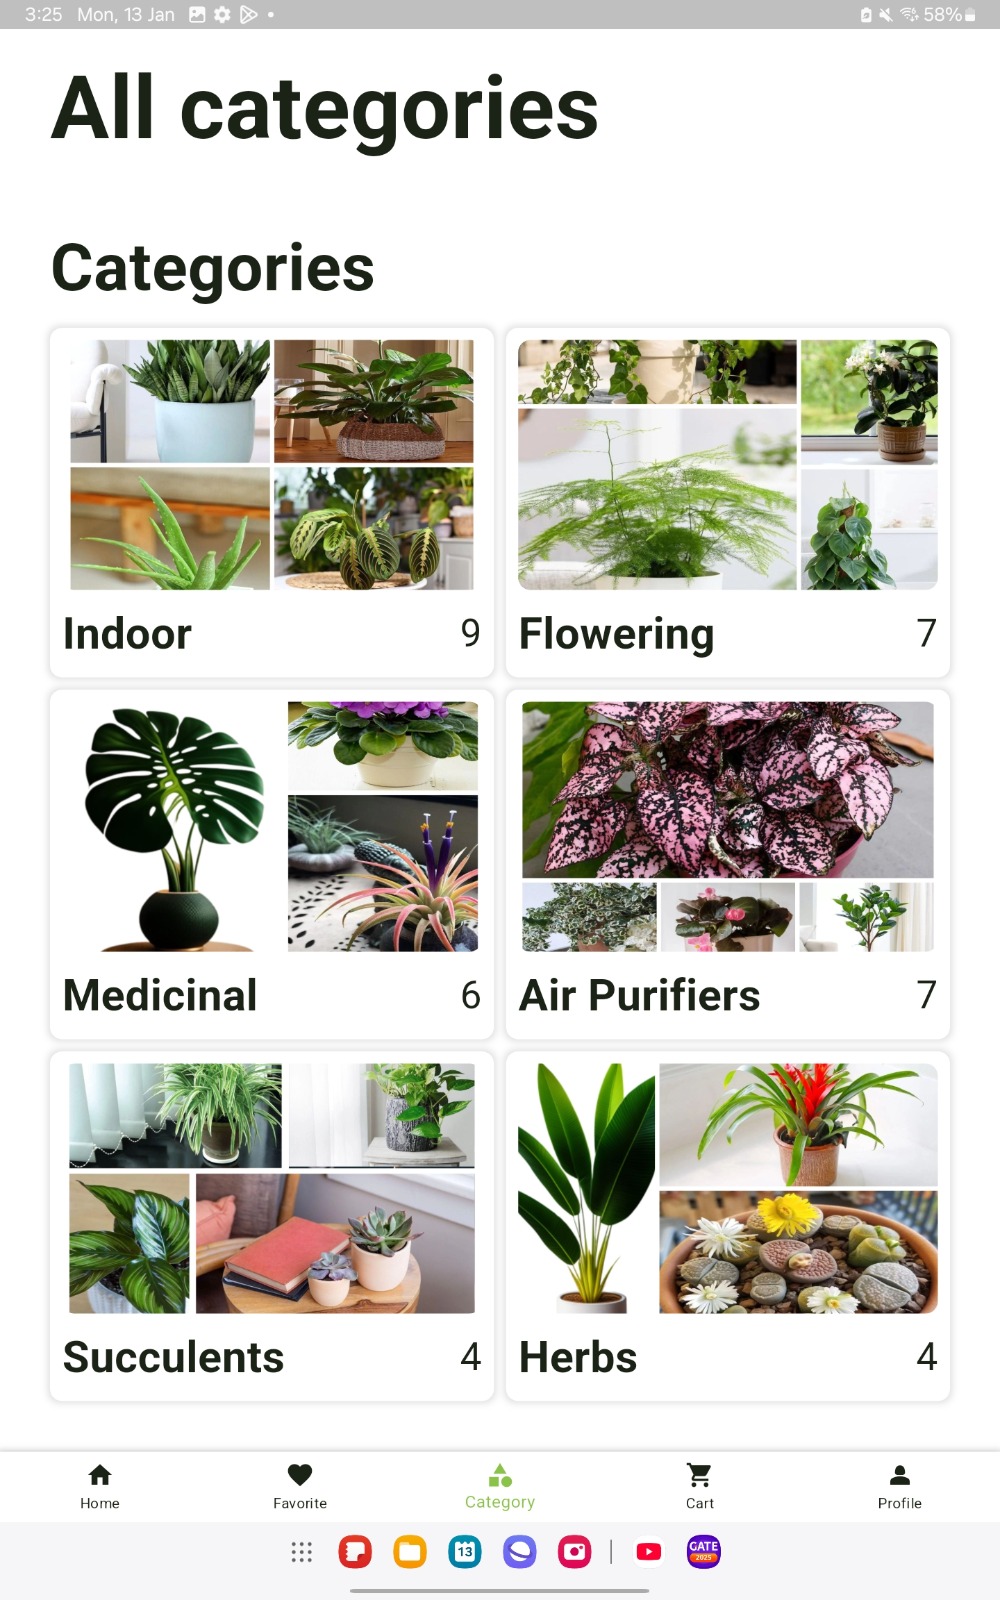 3:25 Mon, 13 Jan 58%
All categories
Categories
Indoor 9
Flowering 7
Medicinal 6
Air Purifiers 7
Succulents 4
Herbs 4
Home Favorite Category Cart Profile
13 GATE
2025